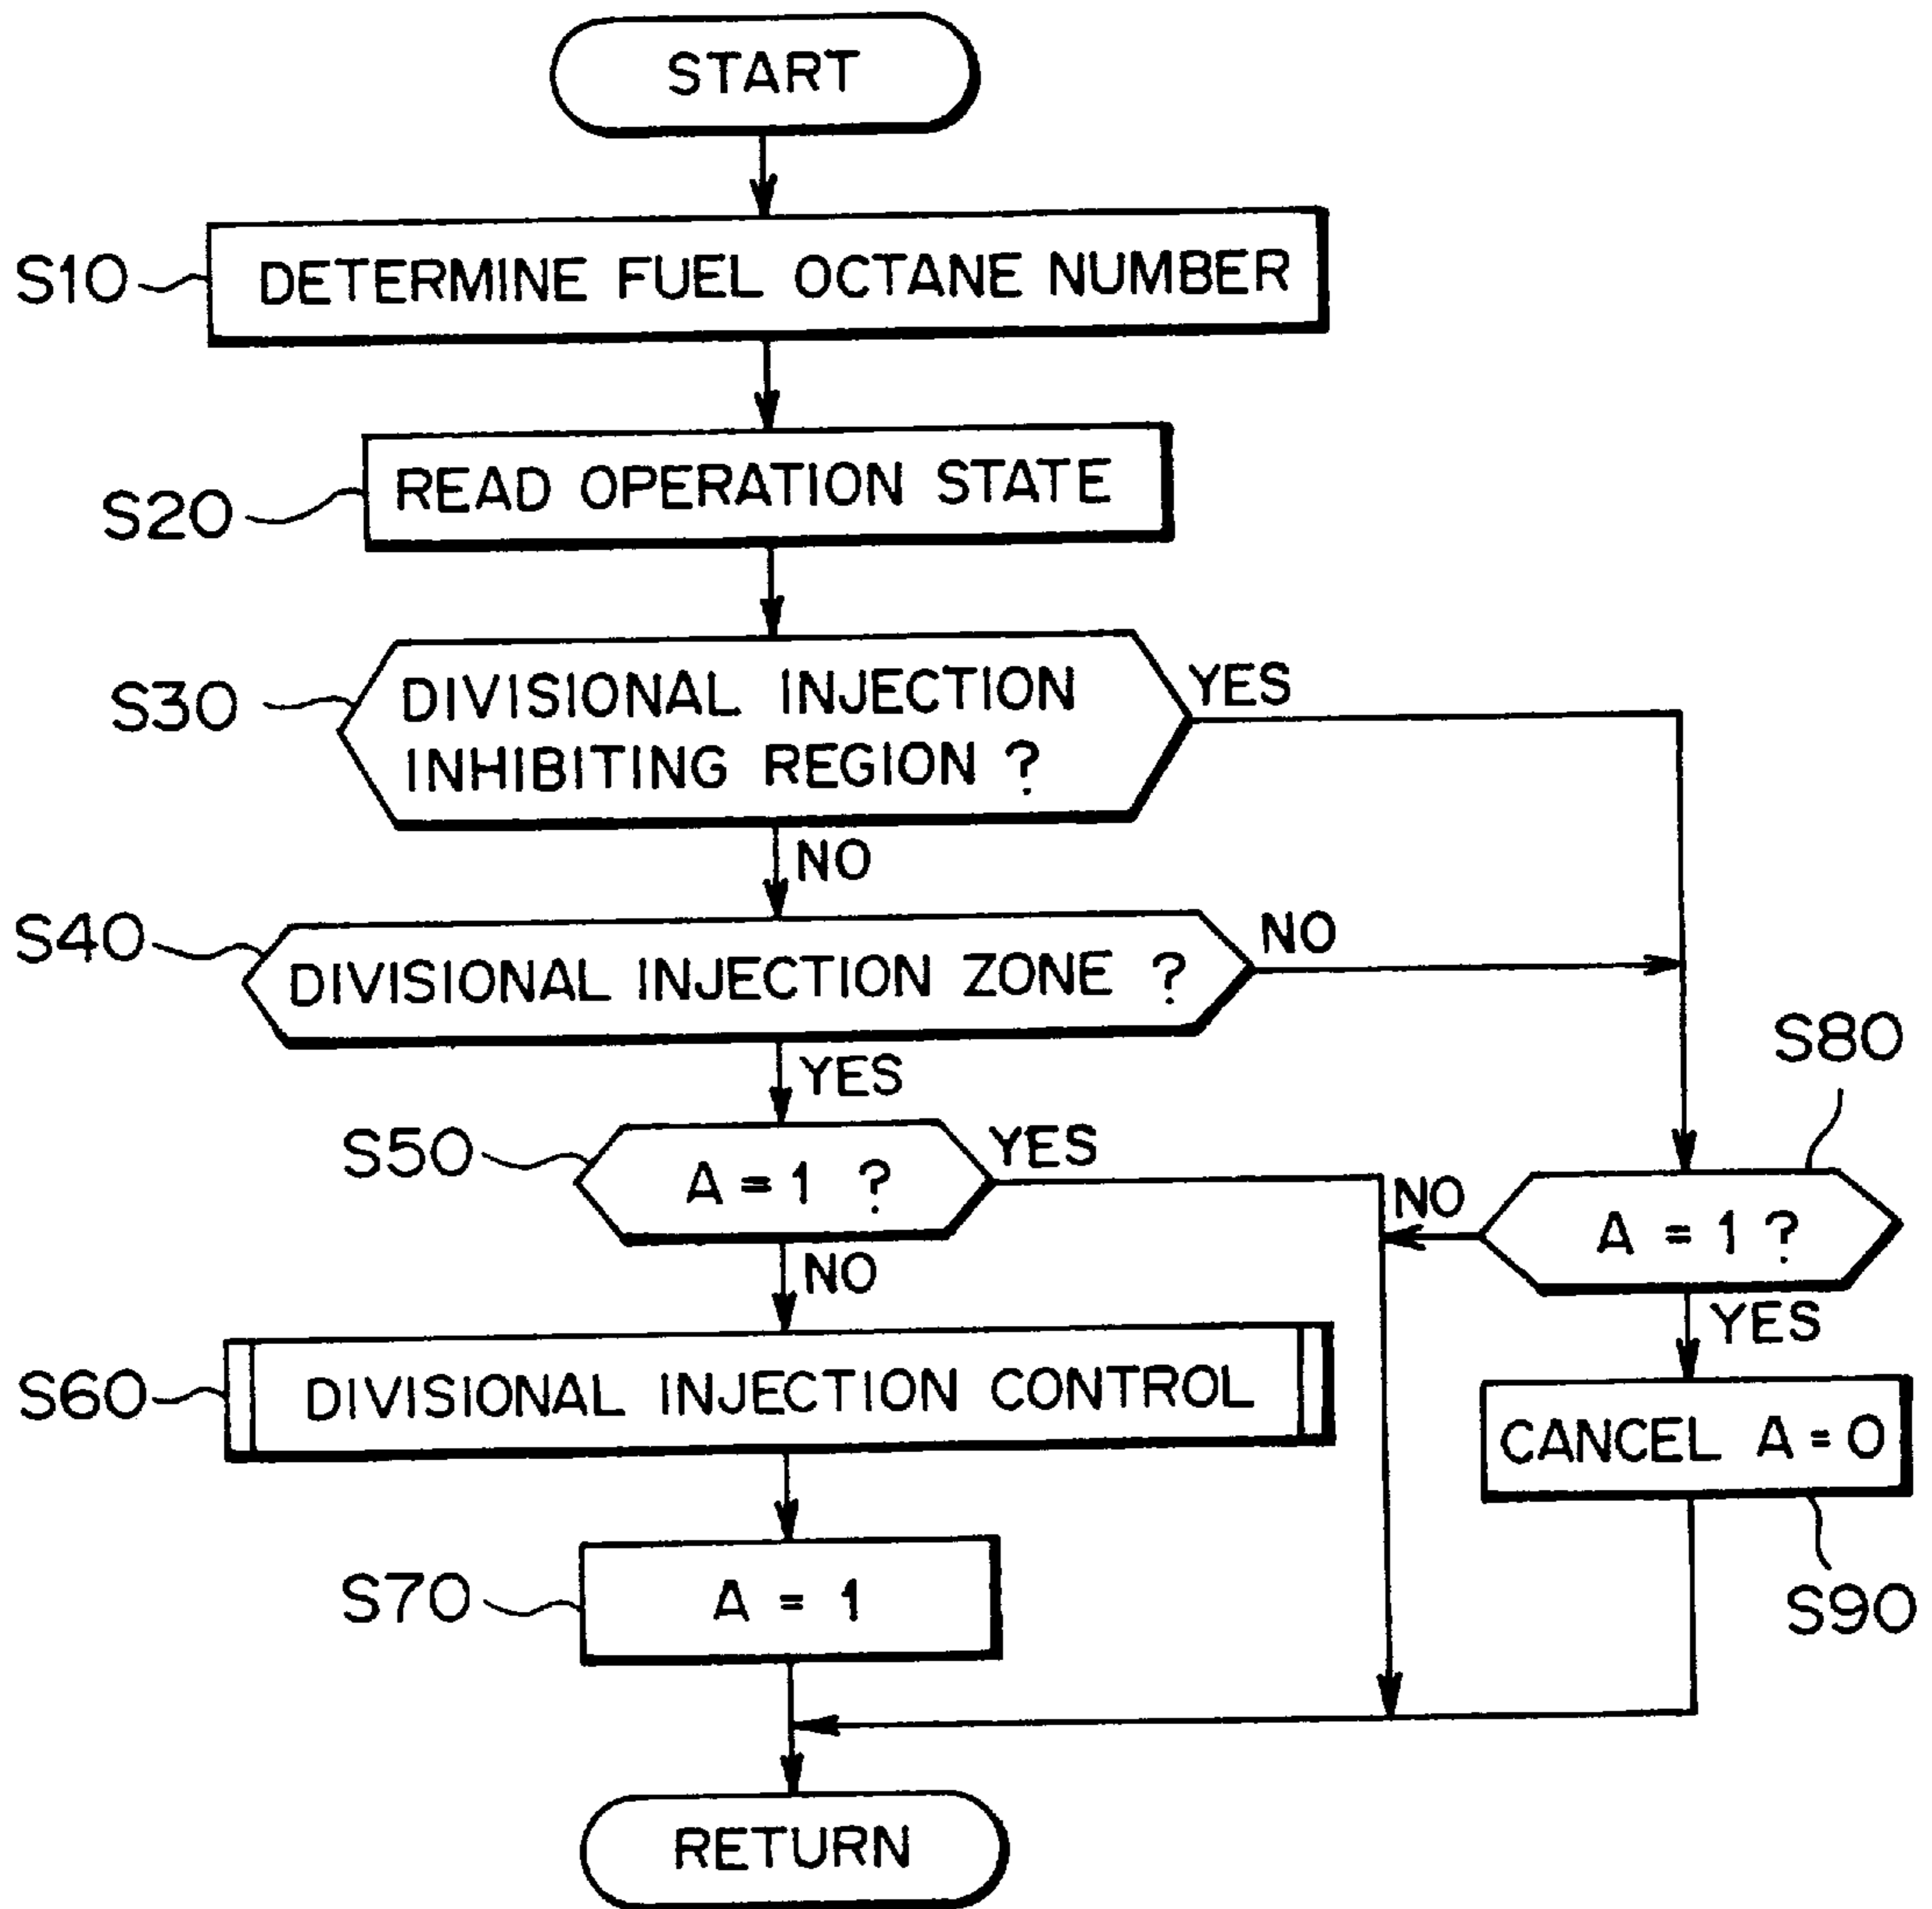 START
S10
DETERMINE FUEL OCTANE NUMBER
S20
READ OPERATION STATE
S30
DIVISIONAL INJECTION
INHIBITING REGION ?
YES
NO
S40
DIVISIONAL INJECTION ZONE ?
NO
YES
S50
A = 1 ?
YES
NO
S80
A = 1 ?
NO
YES
S60
DIVISIONAL INJECTION CONTROL
CANCEL A = 0
S90
S70
A = 1
RETURN